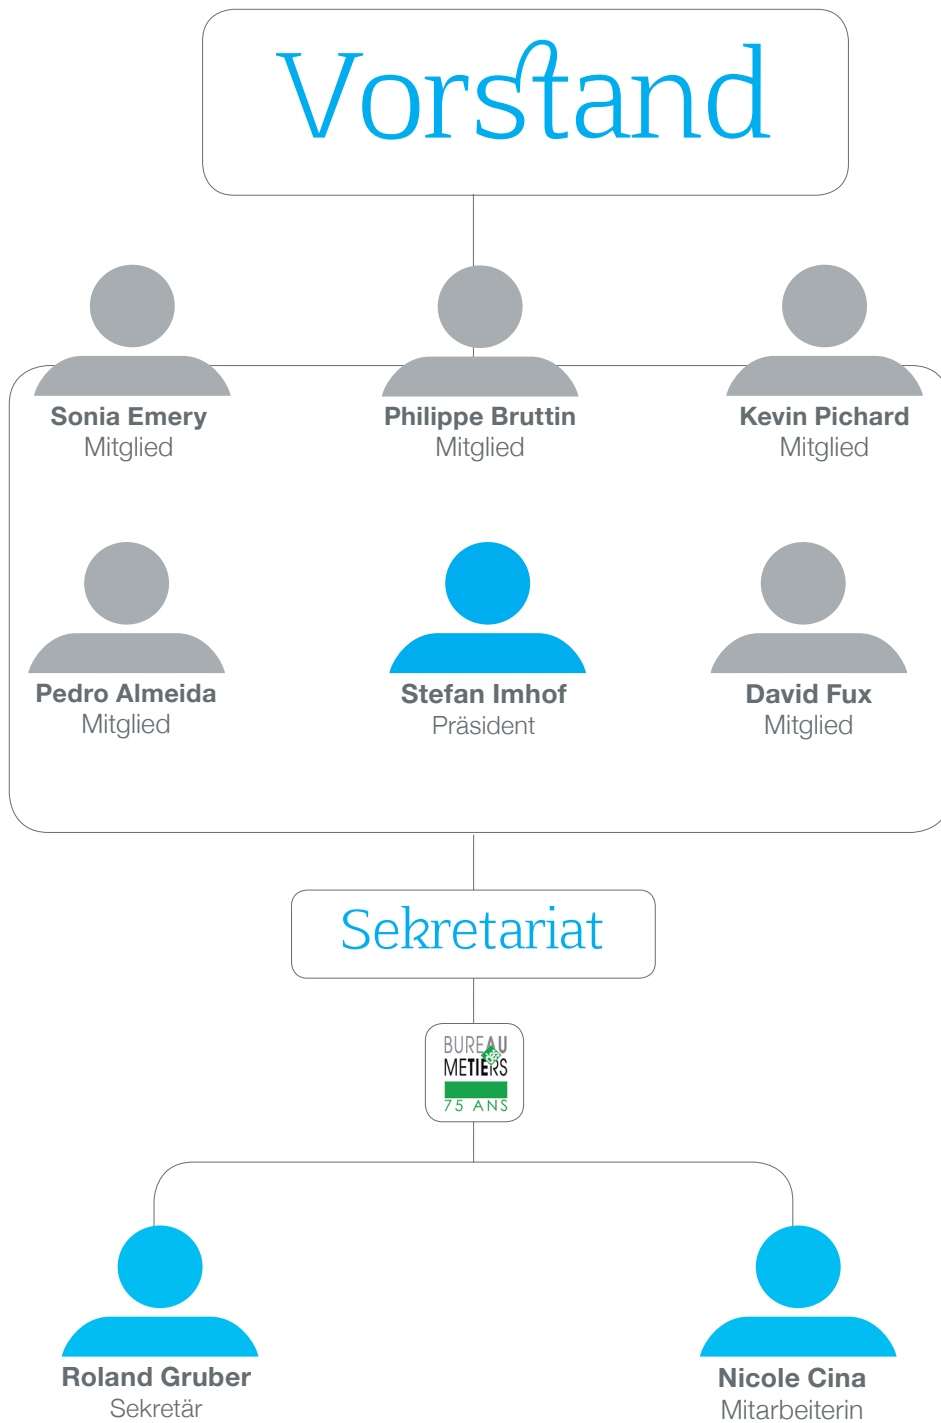 Vorstand
Sonia Emery
Mitglied
Philippe Bruttin
Mitglied
Kevin Pichard
Mitglied
Pedro Almeida
Mitglied
Stefan Imhof
Präsident
David Fux
Mitglied
Sekretariat
BUREAU
METIERS
75 ANS
Roland Gruber
Sekretär
Nicole Cina
Mitarbeiterin